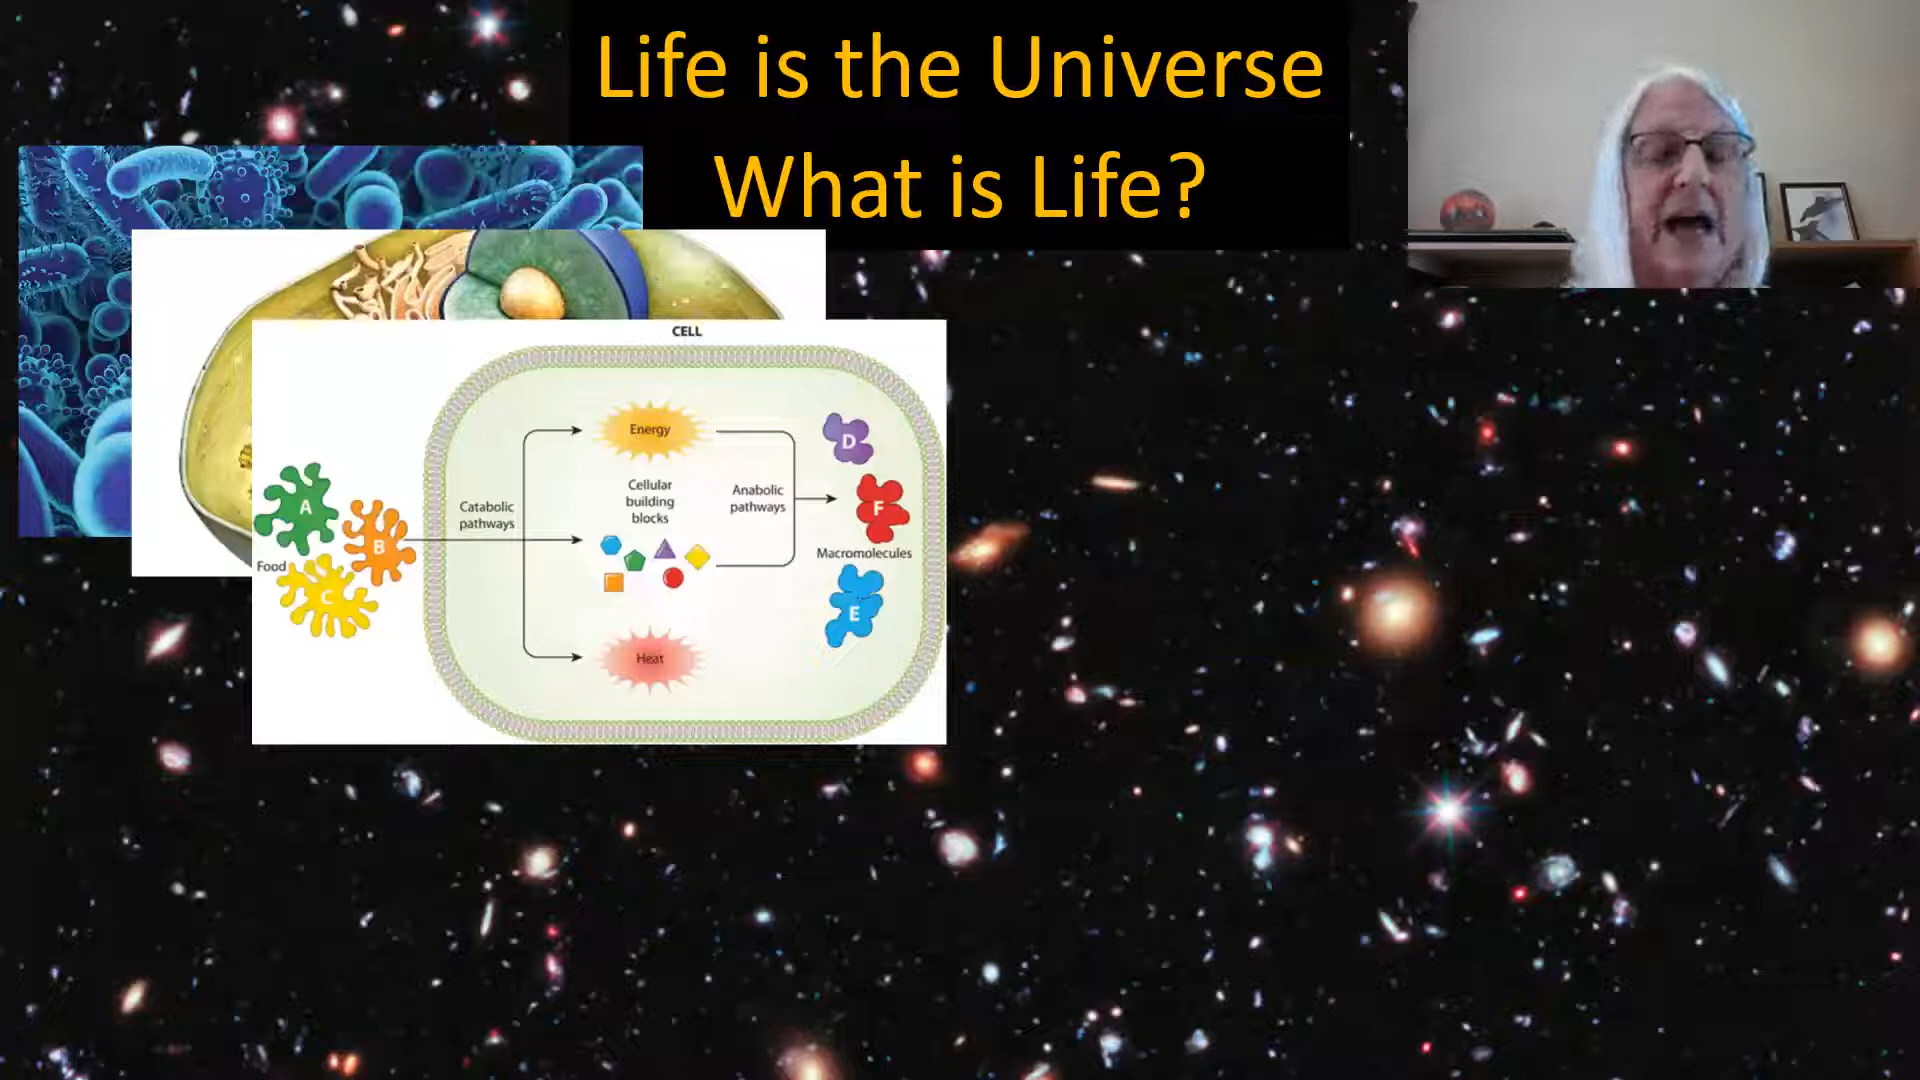 Life is the Universe
What is Life?
CELL
Energy
D
Cellular
building
blocks
Anabolic
pathways
A
Catabolic
pathways
F
B
Macromolecules
Food
C
E
Heat